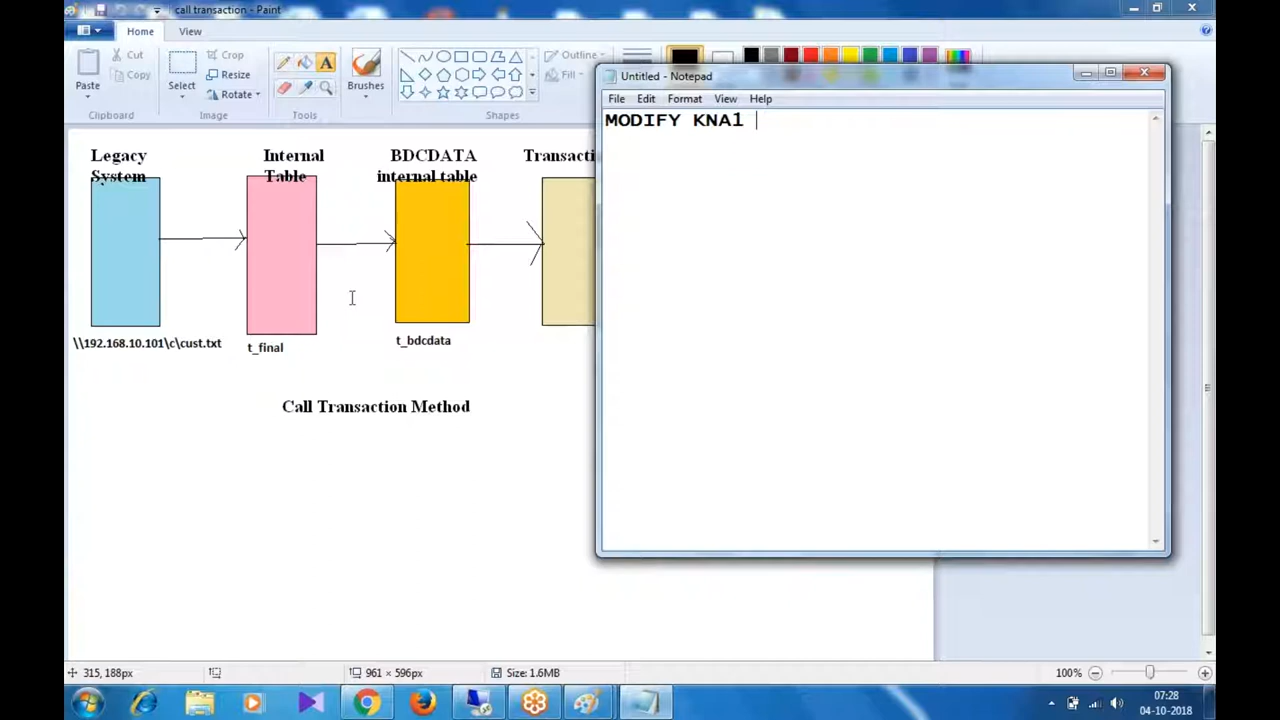 call transaction - Paint
Home
View
Cut
Copy
Paste
Clipboard
Crop
Resize
Rotate
Select
Image
Tools
Brushes
Outline
Fill
Shapes
Untitled - Notepad
File
Edit
Format
View
Help
MODIFY KNA1
Legacy
System
Internal
Table
BDCDATA
internal table
Transacti
\\192.168.10.101\c\cust.txt
t_final
t_bdcdata
Call Transaction Method
315, 188px
961 × 596px
Size: 1.6MB
100%
07:28
04-10-2018